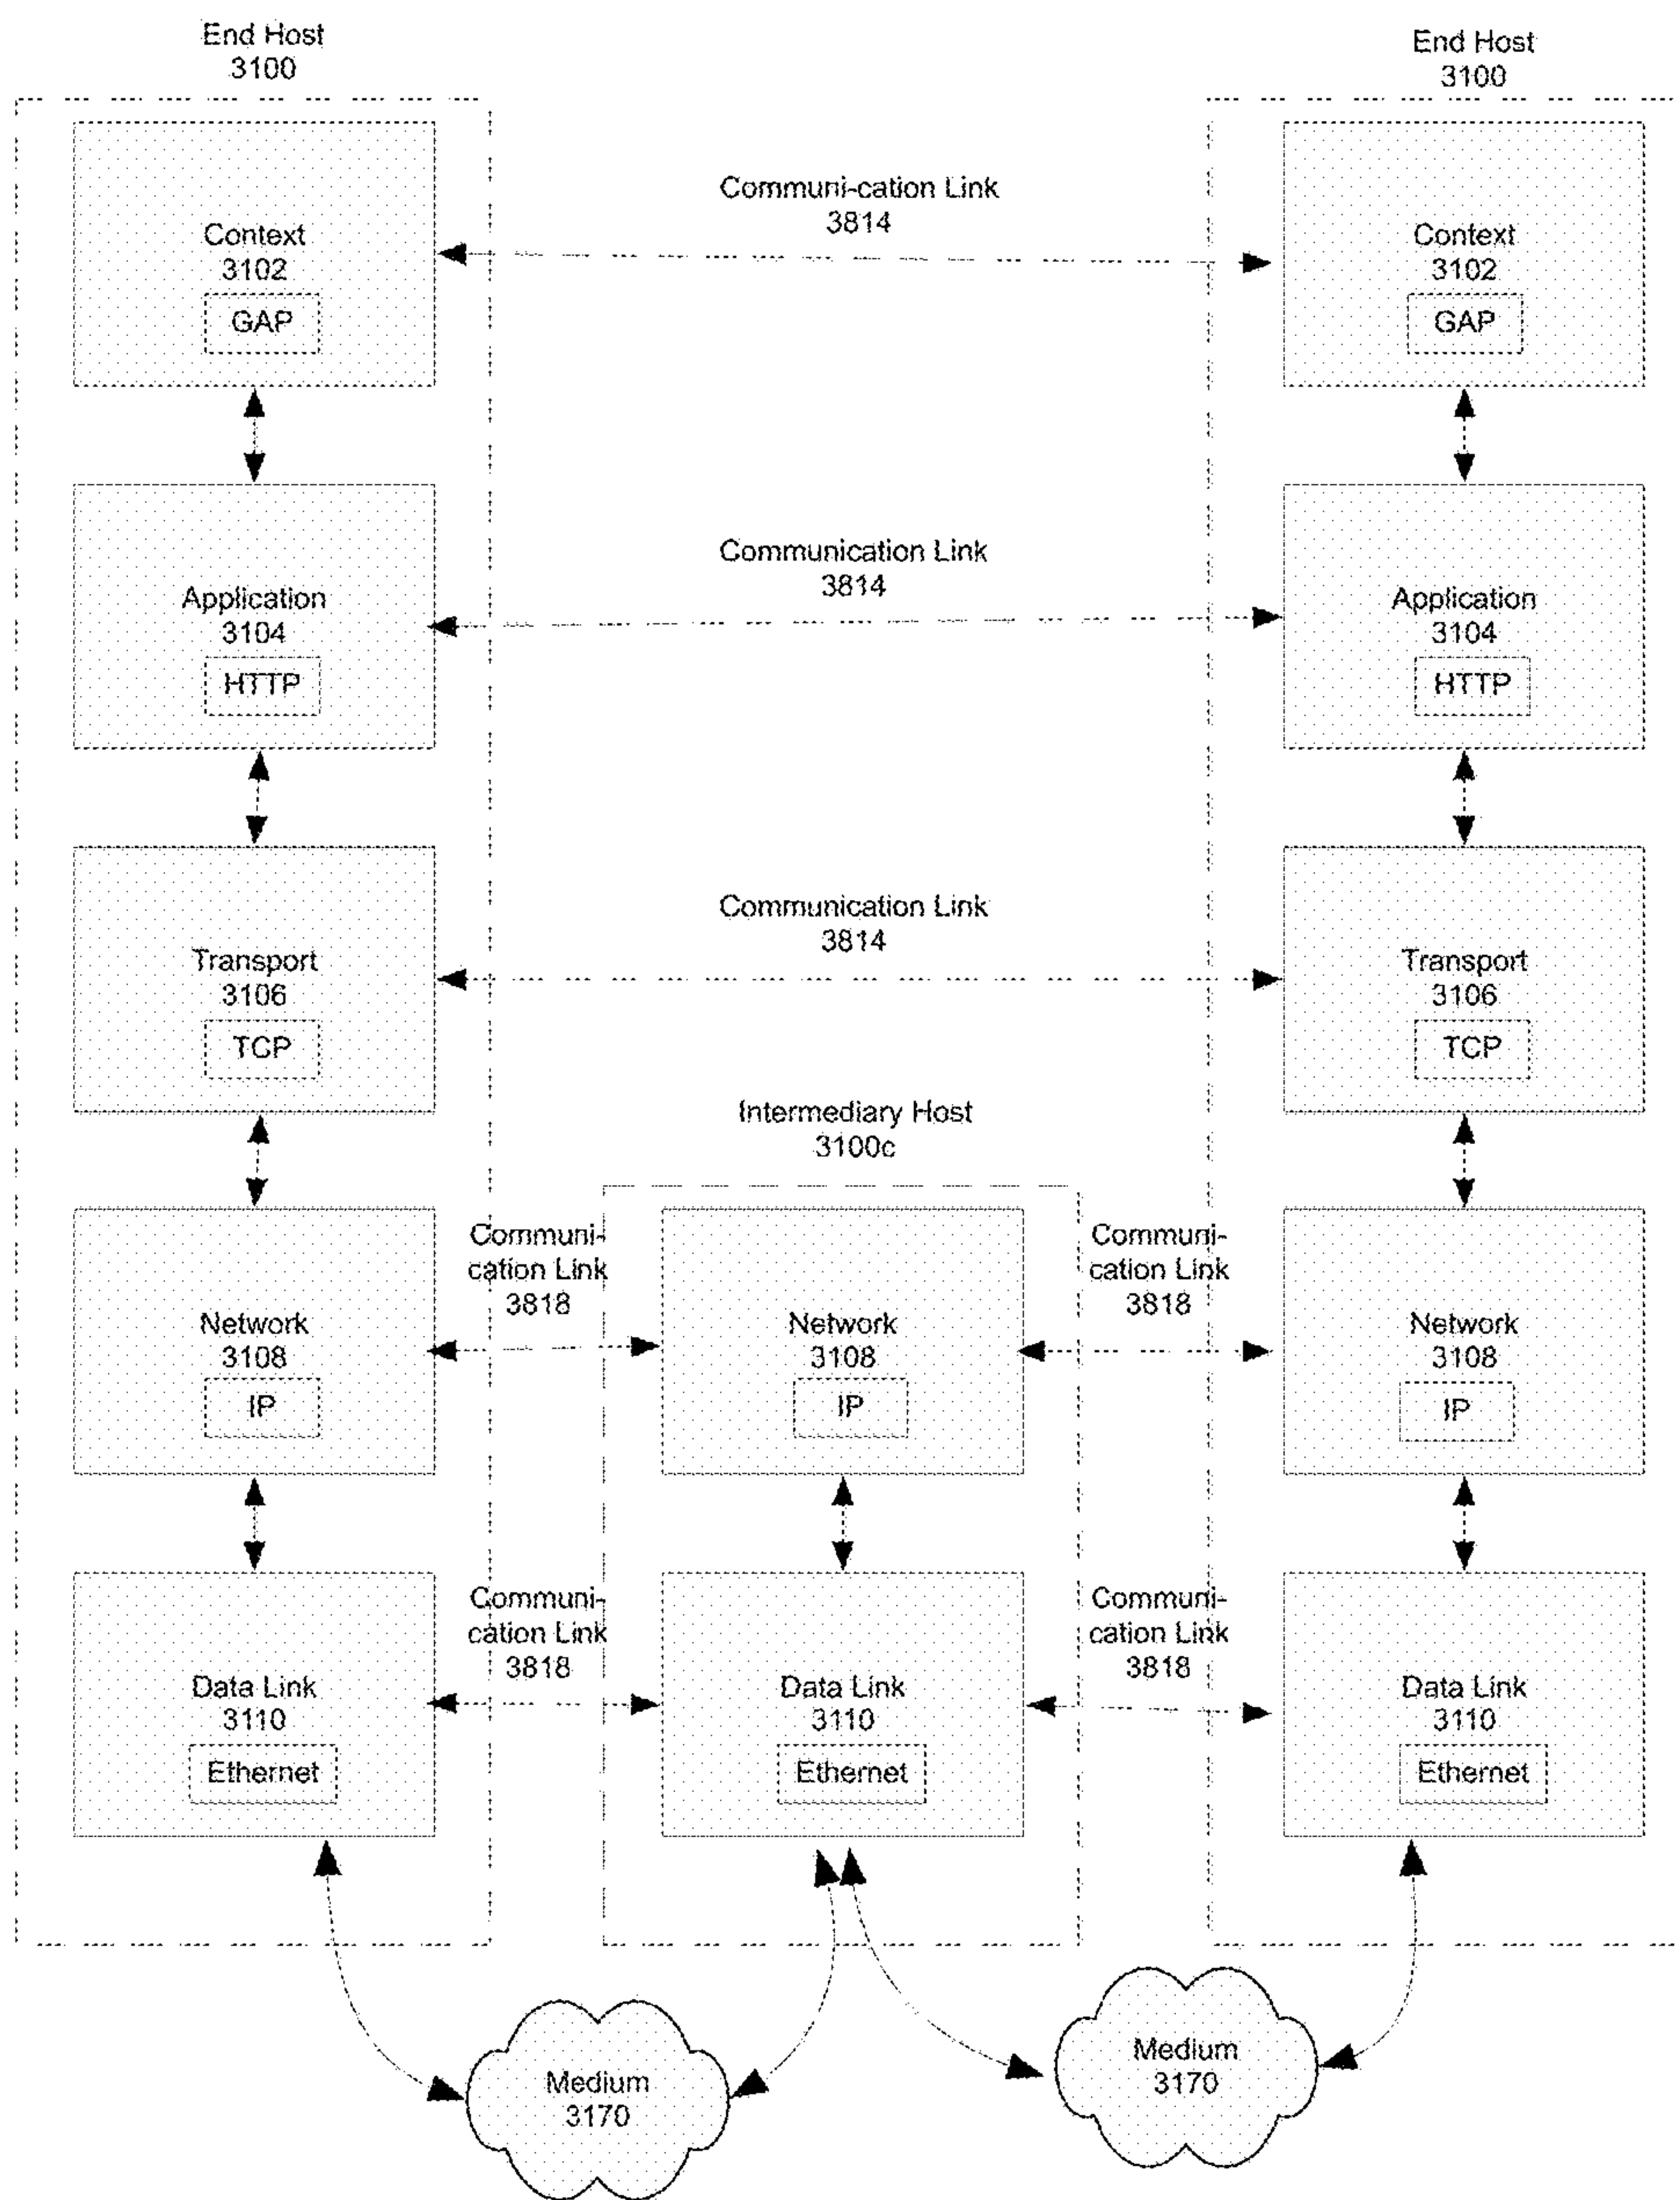 End Host
3100
End Host
3100
Context
3102
GAP
Communi-cation Link
3814
Context
3102
GAP
Application
3104
HTTP
Communication Link
3814
Application
3104
HTTP
Transport
3106
TCP
Communication Link
3814
Transport
3106
TCP
Intermediary Host
3100c
Network
3108
IP
Communi-
cation Link
3818
Network
3108
IP
Communi-
cation Link
3818
Network
3108
IP
Data Link
3110
Ethernet
Communi-
cation Link
3818
Data Link
3110
Ethernet
Communi-
cation Link
3818
Data Link
3110
Ethernet
Medium
3170
Medium
3170